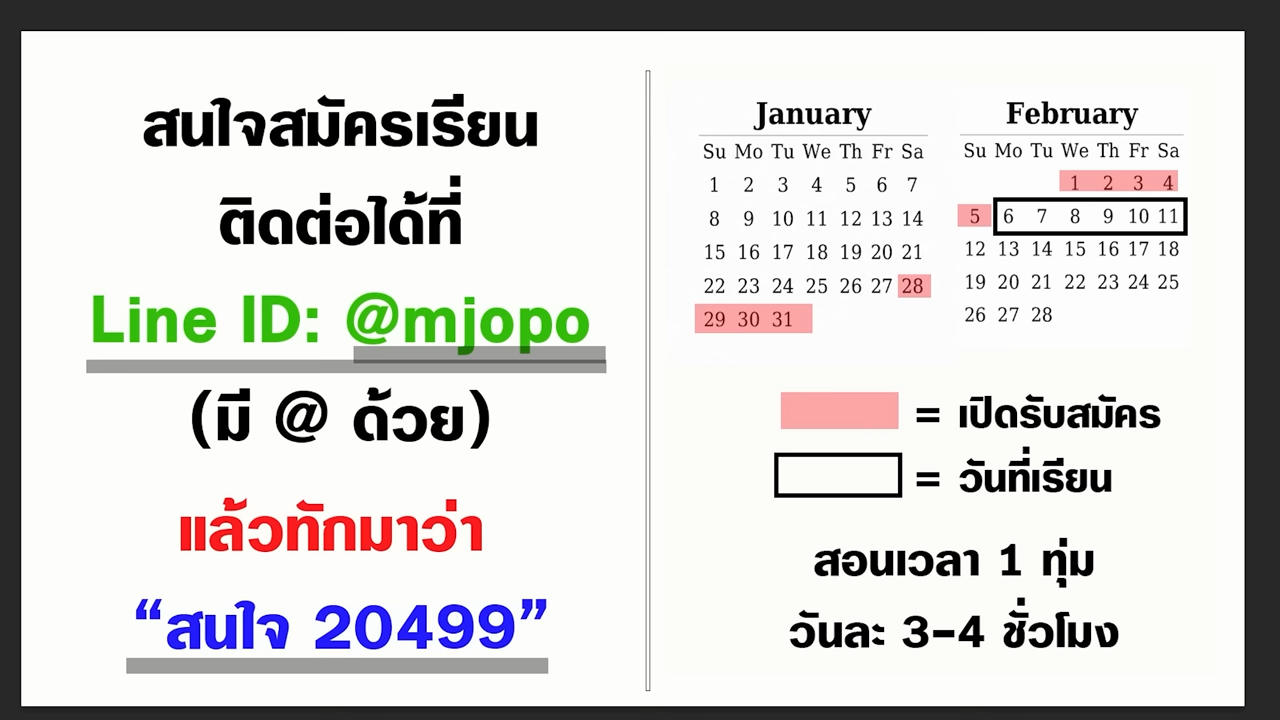 สนใจสมัครเรียน
ติดต่อได้ที่
Line ID: @mjopo
(มี @ ด้วย)
แล้วทักมาว่า
“สนใจ 20499”
January
Su Mo Tu We Th Fr Sa
1 2 3 4 5 6 7
8 9 10 11 12 13 14
15 16 17 18 19 20 21
22 23 24 25 26 27 28
29 30 31
February
Su Mo Tu We Th Fr Sa
1 2 3 4
5 6 7 8 9 10 11
12 13 14 15 16 17 18
19 20 21 22 23 24 25
26 27 28
= เปิดรับสมัคร
= วันที่เรียน
สอนเวลา 1 ทุ่ม
วันละ 3-4 ชั่วโมง